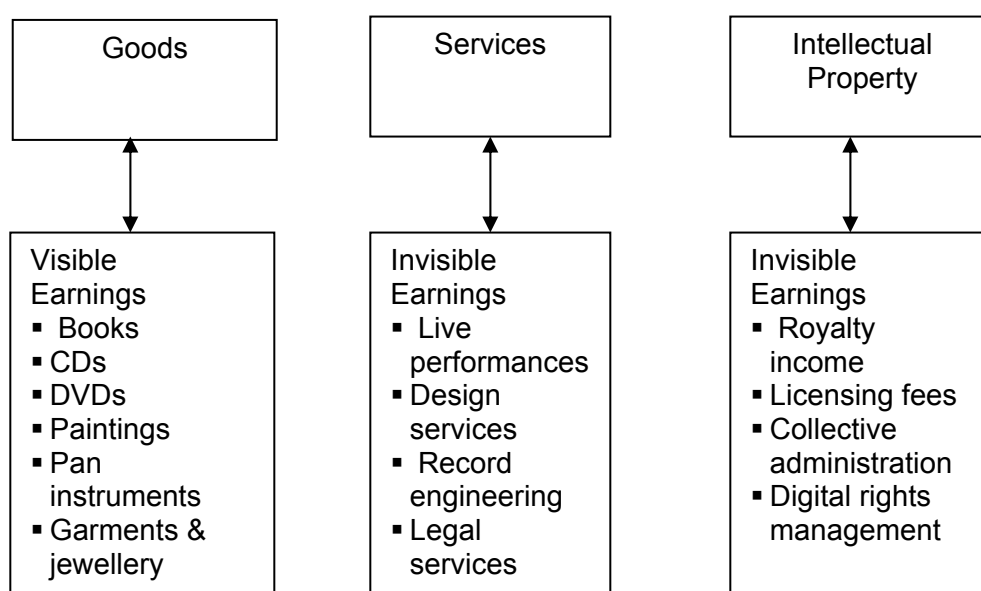 Goods
Services
Intellectual
Property
Visible
Earnings
▪ Books
▪ CDs
▪ DVDs
▪ Paintings
▪ Pan
instruments
▪ Garments &
jewellery
Invisible
Earnings
▪ Live
performances
▪ Design
services
▪ Record
engineering
▪ Legal
services
Invisible
Earnings
▪ Royalty
income
▪ Licensing fees
▪ Collective
administration
▪ Digital rights
management